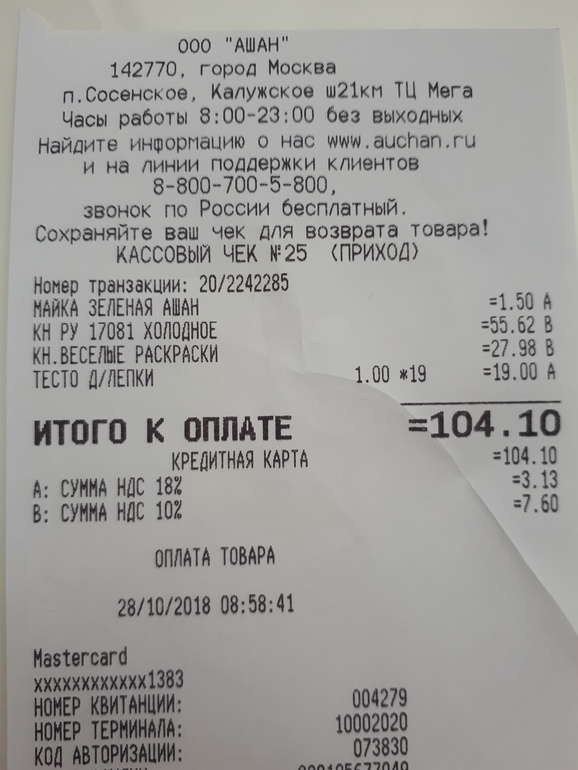 ООО "АШАН"
142770, город Москва
п.Сосенское, Калужское ш21км ТЦ Мега
Часы работы 8:00-23:00 без выходных
Найдите информацию о нас www.auchan.ru
и на линии поддержки клиентов
8-800-700-5-800,
звонок по России бесплатный.
Сохраняйте ваш чек для возврата товара!
КАССОВЫЙ ЧЕК №25 (ПРИХОД)
Номер транзакции: 20/2242285
МАЙКА ЗЕЛЕНАЯ АШАН =1.50 А
КН РУ 17081 ХОЛОДНОЕ =55.62 В
КН.ВЕСЕЛЫЕ РАСКРАСКИ =27.98 В
ТЕСТО Д/ЛЕПКИ 1.00 *19 =19.00 А
ИТОГО К ОПЛАТЕ =104.10
КРЕДИТНАЯ КАРТА =104.10
А: СУММА НДС 18% =3.13
В: СУММА НДС 10% =7.60
ОПЛАТА ТОВАРА
28/10/2018 08:58:41
Mastercard
xxxxxxxxxxxx1383
НОМЕР КВИТАНЦИИ: 004279
НОМЕР ТЕРМИНАЛА: 10002020
КОД АВТОРИЗАЦИИ: 073830